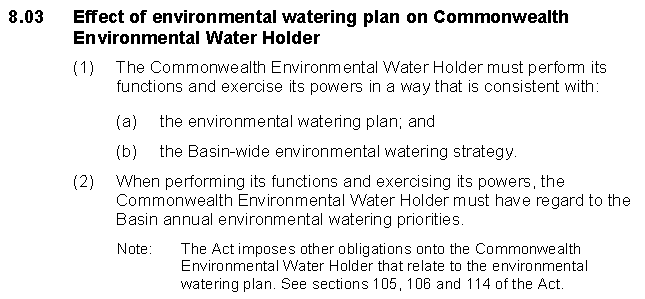 8.03 Effect of environmental watering plan on Commonwealth
Environmental Water Holder
(1) The Commonwealth Environmental Water Holder must perform its
functions and exercise its powers in a way that is consistent with:
(a) the environmental watering plan; and
(b) the Basin-wide environmental watering strategy.
(2) When performing its functions and exercising its powers, the
Commonwealth Environmental Water Holder must have regard to the
Basin annual environmental watering priorities.
Note: The Act imposes other obligations onto the Commonwealth
Environmental Water Holder that relate to the environmental
watering plan. See sections 105, 106 and 114 of the Act.